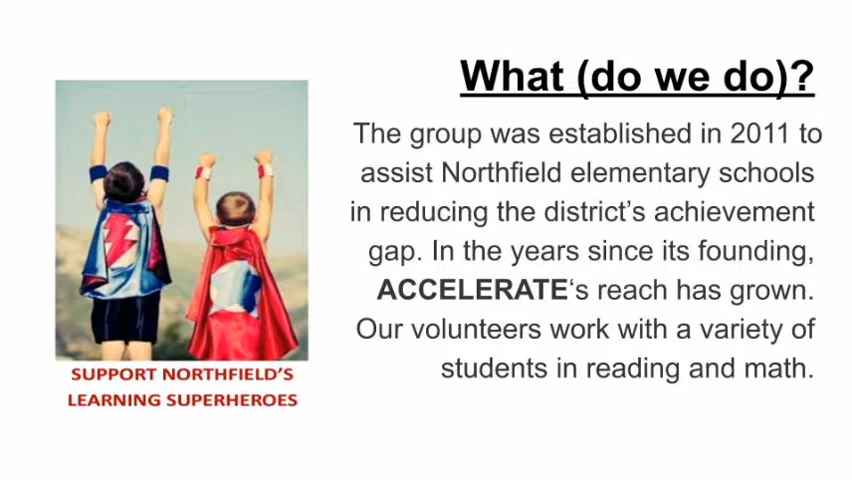 What (do we do)?
The group was established in 2011 to
assist Northfield elementary schools
in reducing the district’s achievement
gap. In the years since its founding,
ACCELERATE‘s reach has grown.
Our volunteers work with a variety of
students in reading and math.
SUPPORT NORTHFIELD’S
LEARNING SUPERHEROES